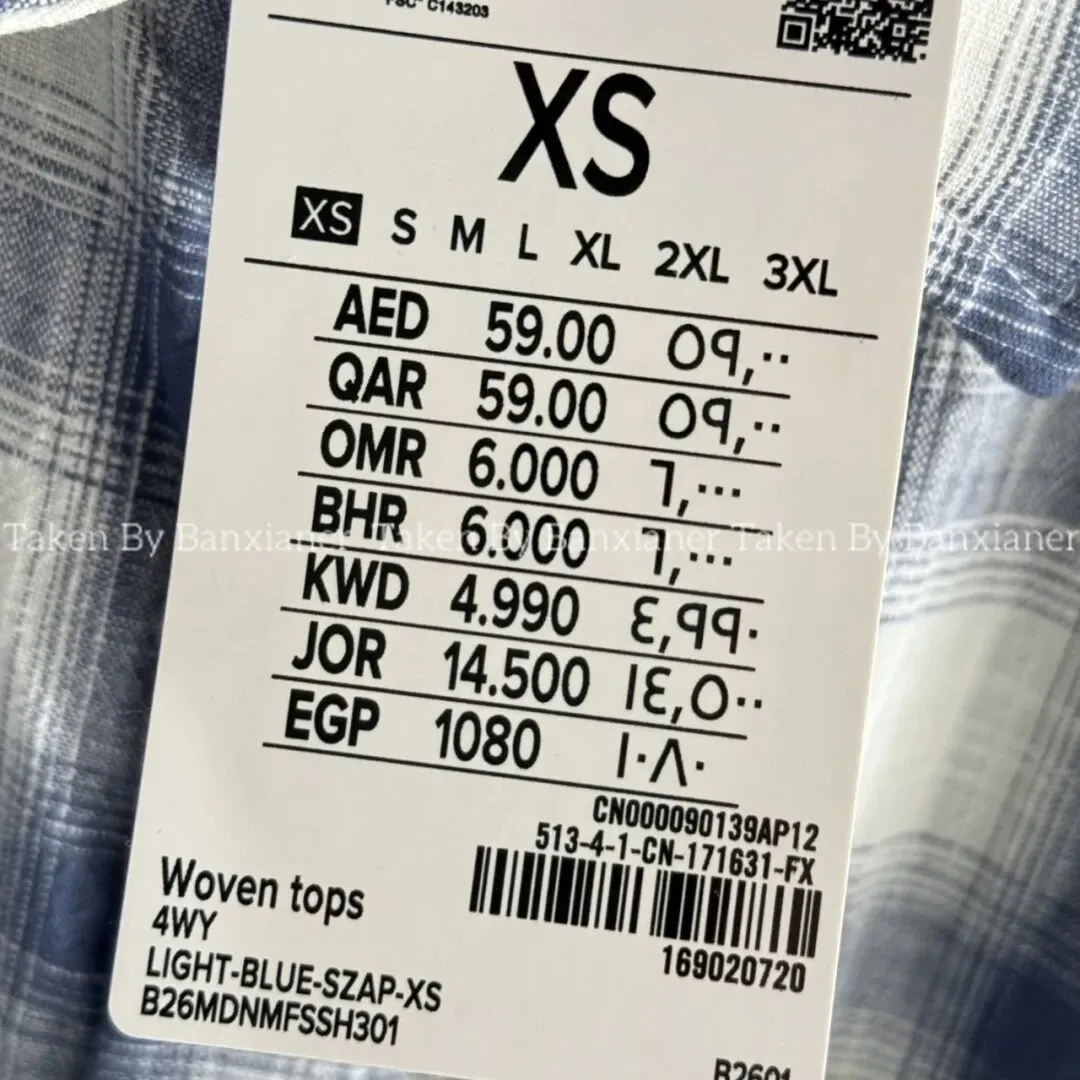 FSC™ C143203
XS
XS S M L XL 2XL 3XL
AED 59.00 ٥٩,٠٠
QAR 59.00 ٥٩,٠٠
OMR 6.000 ٦,٠٠٠
BHR 6.000 ٦,٠٠٠
Taken By Banxianer Taken By Banxianer Taken By Banxianer
KWD 4.990 ٤,٩٩٠
JOR 14.500 ١٤,٥٠٠
EGP 1080 ١٠٨٠
CN000090139AP12
513-4-1-CN-171631-FX
169020720
Woven tops
4WY
LIGHT-BLUE-SZAP-XS
B26MDNMFSSH301
B2601